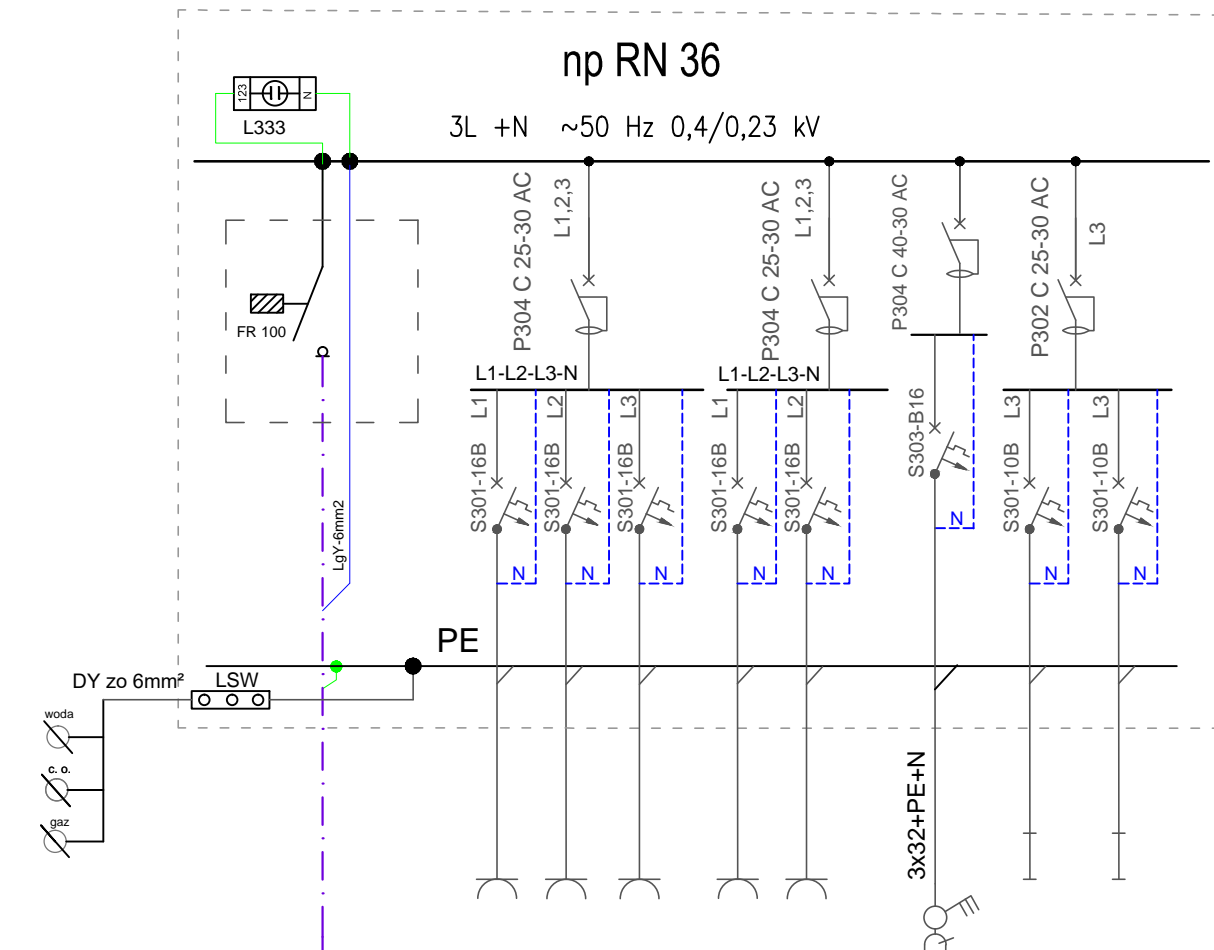 np RN 36
123
N
L333
3L +N ~50 Hz 0,4/0,23 kV
P304 C 25-30 AC
L1,2,3
P304 C 25-30 AC
L1,2,3
P304 C 40-30 AC
P302 C 25-30 AC
L3
FR 100
L1-L2-L3-N
L1-L2-L3-N
L1
L2
L3
L1
L2
L3
L3
S301-16B
S301-16B
S301-16B
S301-16B
S301-16B
S303-B16
S301-10B
S301-10B
N
N
N
N
N
N
N
N
LgY-6mm2
PE
DY zo 6mm²
LSW
woda
c. o.
gaz
3x32+PE+N